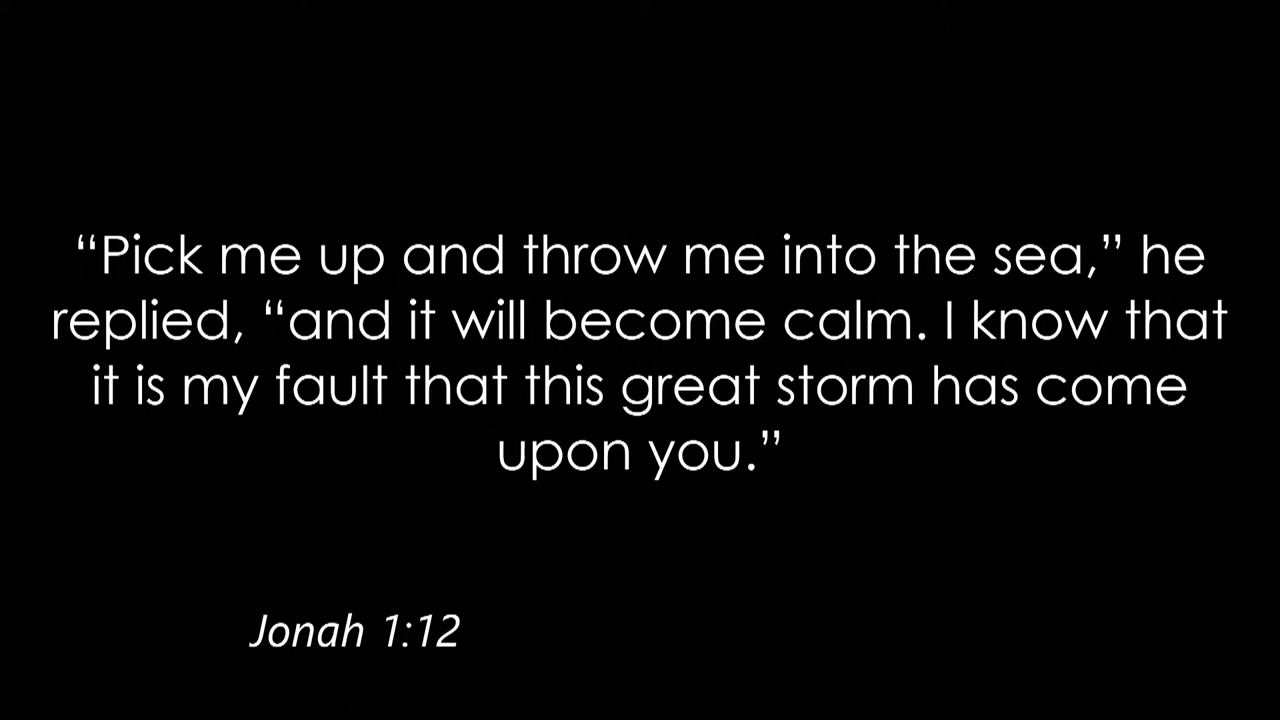 “Pick me up and throw me into the sea,” he
replied, “and it will become calm. I know that
it is my fault that this great storm has come
upon you.”
Jonah 1:12